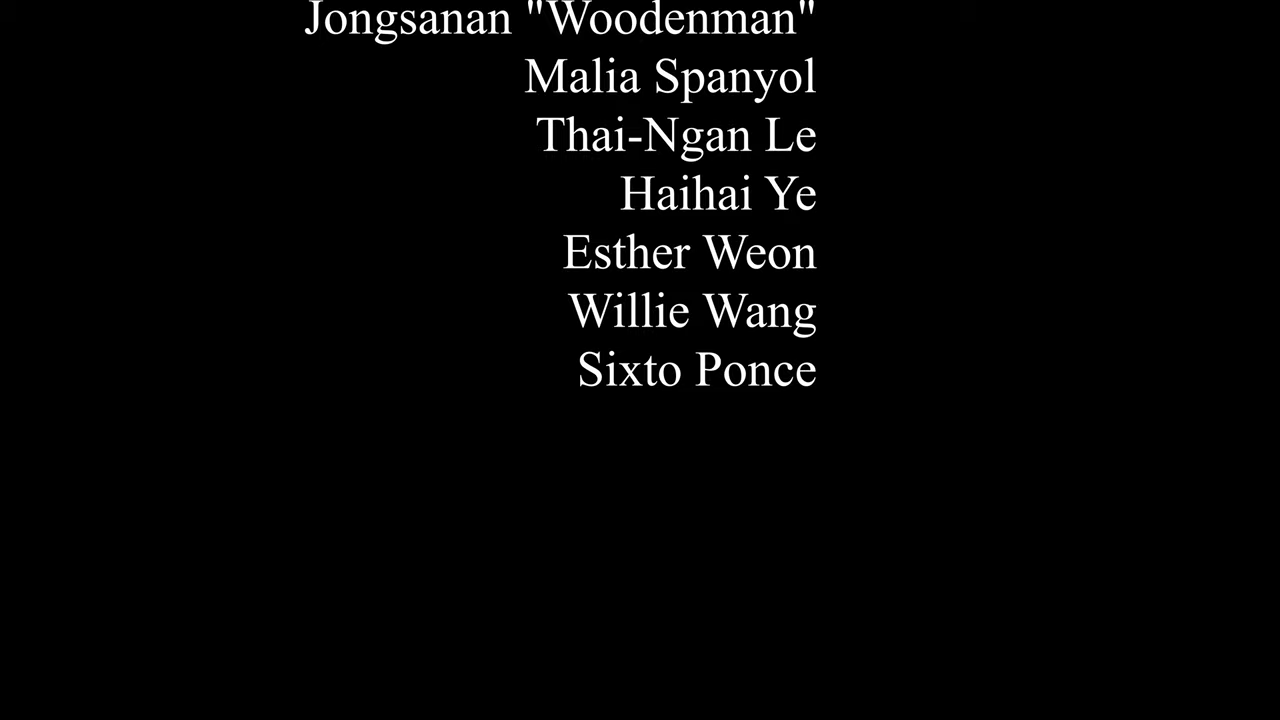 Jongsanan "Woodenman"
Malia Spanyol
Thai-Ngan Le
Haihai Ye
Esther Weon
Willie Wang
Sixto Ponce